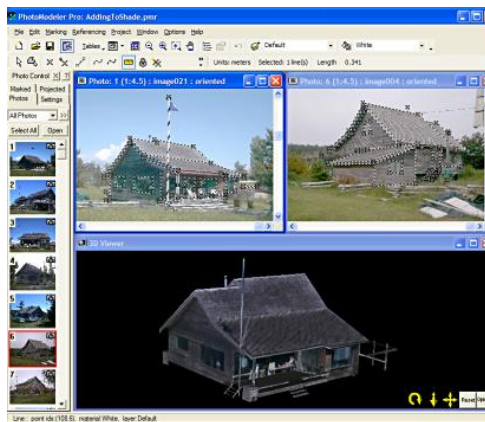 PhotoModeler Pro: AddingToShade.pmr
File Edit Marking Referencing Project Window Options Help
Tables Default White
Units: meters Selected: 1 line(s) Length 0.341
Photo Control
Marked Projected
Photos Settings
All Photos >>
Select All Open
1
2
3
4
5
6
7
Photo: 1 (1:4.5) : image021 : oriented
Photo: 6 (1:4.5) : image004 : oriented
3D Viewer
Reset
Line: point ids:(108,6), material:White, layer:Default